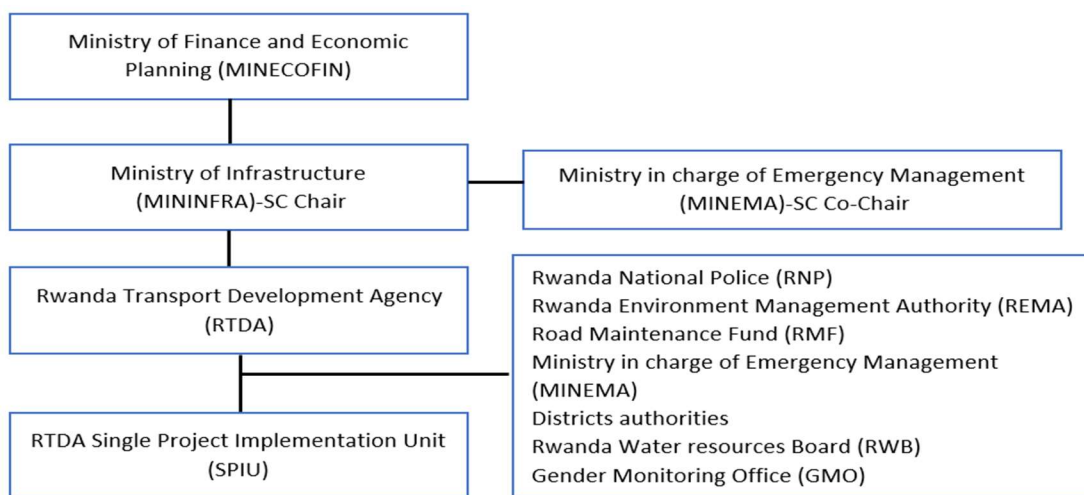 Ministry of Finance and Economic
Planning (MINECOFIN)
Ministry of Infrastructure
(MININFRA)-SC Chair
Ministry in charge of Emergency Management
(MINEMA)-SC Co-Chair
Rwanda Transport Development Agency
(RTDA)
Rwanda National Police (RNP)
Rwanda Environment Management Authority (REMA)
Road Maintenance Fund (RMF)
Ministry in charge of Emergency Management
(MINEMA)
Districts authorities
Rwanda Water resources Board (RWB)
Gender Monitoring Office (GMO)
RTDA Single Project Implementation Unit
(SPIU)